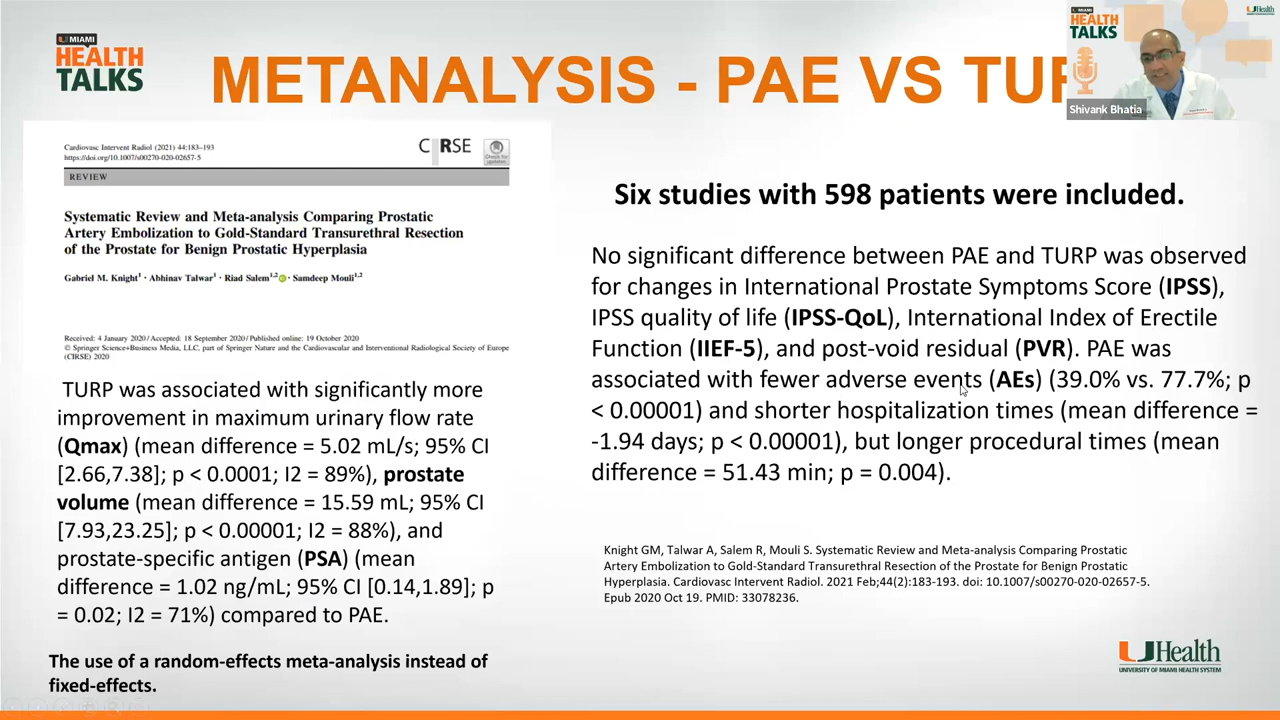 U MIAMI
HEALTH
TALKS
METANALYSIS - PAE VS TUR
U MIAMI
HEALTH
TALKS
UHealth
Shivank Bhatia
Cardiovasc Intervent Radiol (2021) 44:183–193
https://doi.org/10.1007/s00270-020-02657-5
CIRSE
Check for
updates
REVIEW
Systematic Review and Meta-analysis Comparing Prostatic
Artery Embolization to Gold-Standard Transurethral Resection
of the Prostate for Benign Prostatic Hyperplasia
Gabriel M. Knight1 · Abhinav Talwar1 · Riad Salem1,2 · Samdeep Mouli1,2
Received: 4 January 2020 / Accepted: 18 September 2020 / Published online: 19 October 2020
© Springer Science+Business Media, LLC, part of Springer Nature and the Cardiovascular and Interventional Radiological Society of Europe
(CIRSE) 2020
TURP was associated with significantly more
improvement in maximum urinary flow rate
(Qmax) (mean difference = 5.02 mL/s; 95% CI
[2.66,7.38]; p < 0.0001; I2 = 89%), prostate
volume (mean difference = 15.59 mL; 95% CI
[7.93,23.25]; p < 0.00001; I2 = 88%), and
prostate-specific antigen (PSA) (mean
difference = 1.02 ng/mL; 95% CI [0.14,1.89]; p
= 0.02; I2 = 71%) compared to PAE.
The use of a random-effects meta-analysis instead of
fixed-effects.
Six studies with 598 patients were included.
No significant difference between PAE and TURP was observed
for changes in International Prostate Symptoms Score (IPSS),
IPSS quality of life (IPSS-QoL), International Index of Erectile
Function (IIEF-5), and post-void residual (PVR). PAE was
associated with fewer adverse events (AEs) (39.0% vs. 77.7%; p
< 0.00001) and shorter hospitalization times (mean difference =
-1.94 days; p < 0.00001), but longer procedural times (mean
difference = 51.43 min; p = 0.004).
Knight GM, Talwar A, Salem R, Mouli S. Systematic Review and Meta-analysis Comparing Prostatic
Artery Embolization to Gold-Standard Transurethral Resection of the Prostate for Benign Prostatic
Hyperplasia. Cardiovasc Intervent Radiol. 2021 Feb;44(2):183-193. doi: 10.1007/s00270-020-02657-5.
Epub 2020 Oct 19. PMID: 33078236.
UHealth
UNIVERSITY OF MIAMI HEALTH SYSTEM